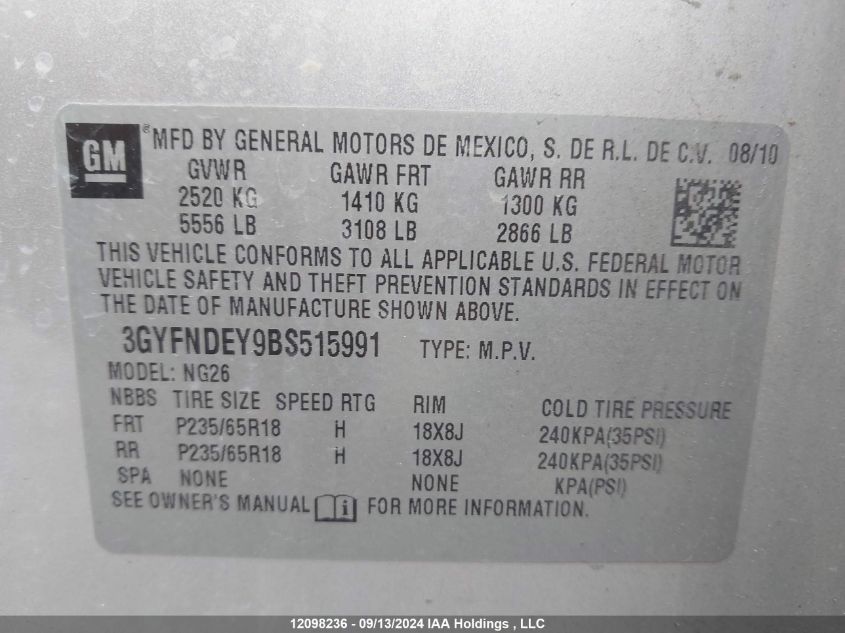 GM ® MFD BY GENERAL MOTORS DE MEXICO, S. DE R.L. DE C.V. 08/10
GVWR GAWR FRT GAWR RR
2520 KG 1410 KG 1300 KG
5556 LB 3108 LB 2866 LB
THIS VEHICLE CONFORMS TO ALL APPLICABLE U.S. FEDERAL MOTOR
VEHICLE SAFETY AND THEFT PREVENTION STANDARDS IN EFFECT ON
THE DATE OF MANUFACTURE SHOWN ABOVE.
3GYFNDEY9BS515991 TYPE: M.P.V.
MODEL: NG26
NBBS TIRE SIZE SPEED RTG RIM COLD TIRE PRESSURE
FRT P235/65R18 H 18X8J 240KPA(35PSI)
RR P235/65R18 H 18X8J 240KPA(35PSI)
SPA NONE NONE KPA(PSI)
SEE OWNER'S MANUAL i FOR MORE INFORMATION.
12098236 - 09/13/2024 IAA Holdings , LLC